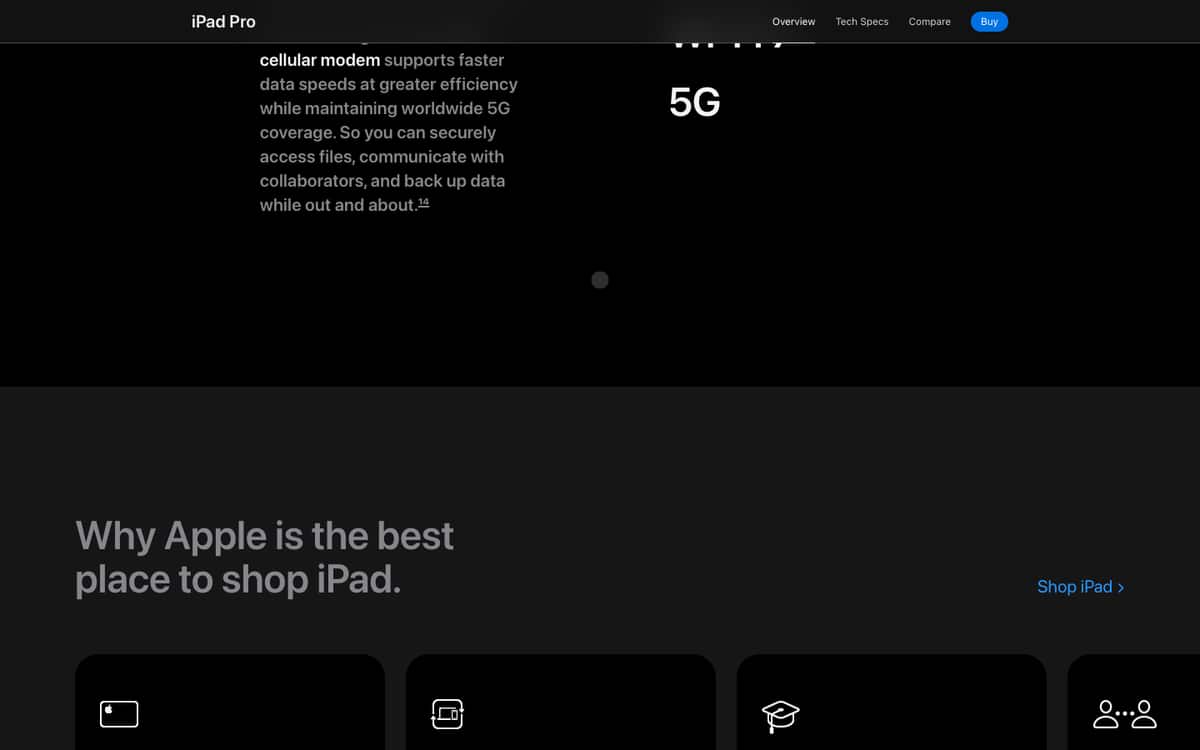 iPad Pro
Overview
Tech Specs
Compare
Buy
cellular modem supports faster
data speeds at greater efficiency
while maintaining worldwide 5G
coverage. So you can securely
access files, communicate with
collaborators, and back up data
while out and about.14
5G
Why Apple is the best
place to shop iPad.
Shop iPad >